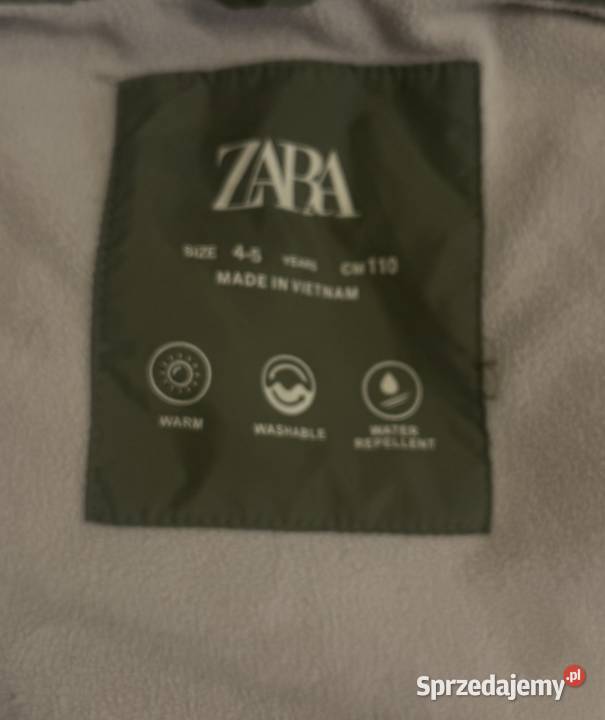 ZARA
SIZE 4-5 YEARS CM 110
MADE IN VIETNAM
WARM
WASHABLE
WATER
REPELLENT
Sprzedajemy.pl